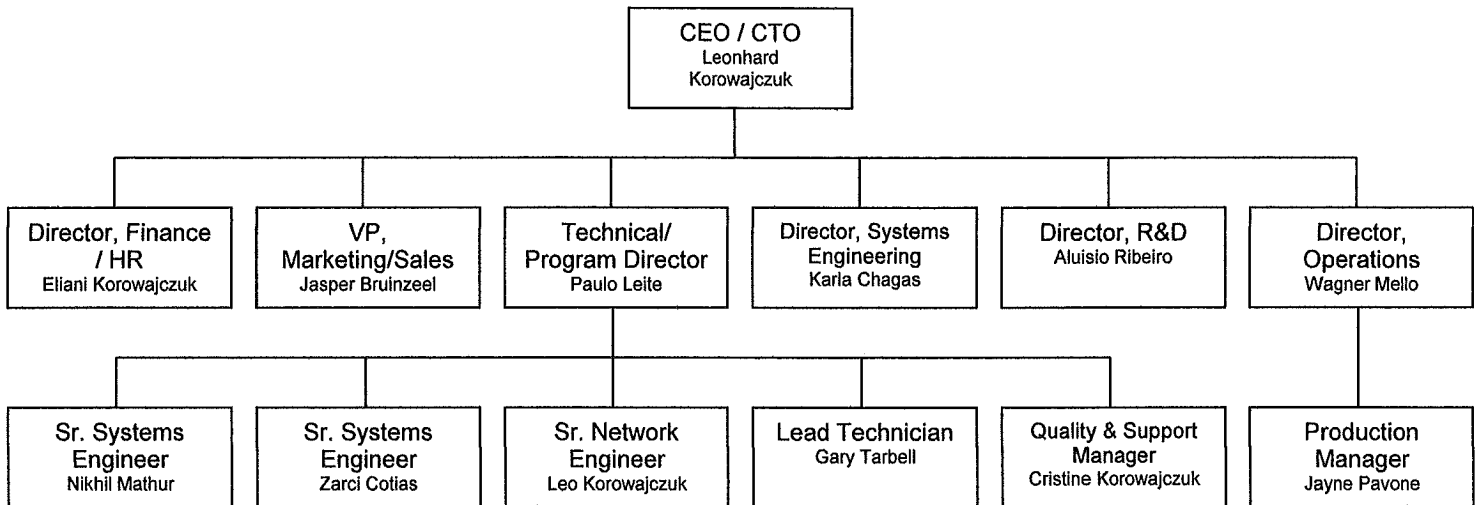 CEO / CTO
Leonhard
Korowajczuk
Director, Finance
/ HR
Eliani Korowajczuk
VP,
Marketing/Sales
Jasper Bruinzeel
Technical/
Program Director
Paulo Leite
Director, Systems
Engineering
Karla Chagas
Director, R&D
Aluisio Ribeiro
Director,
Operations
Wagner Mello
Sr. Systems
Engineer
Nikhil Mathur
Sr. Systems
Engineer
Zarci Cotias
Sr. Network
Engineer
Leo Korowajczuk
Lead Technician
Gary Tarbell
Quality & Support
Manager
Cristine Korowajczuk
Production
Manager
Jayne Pavone